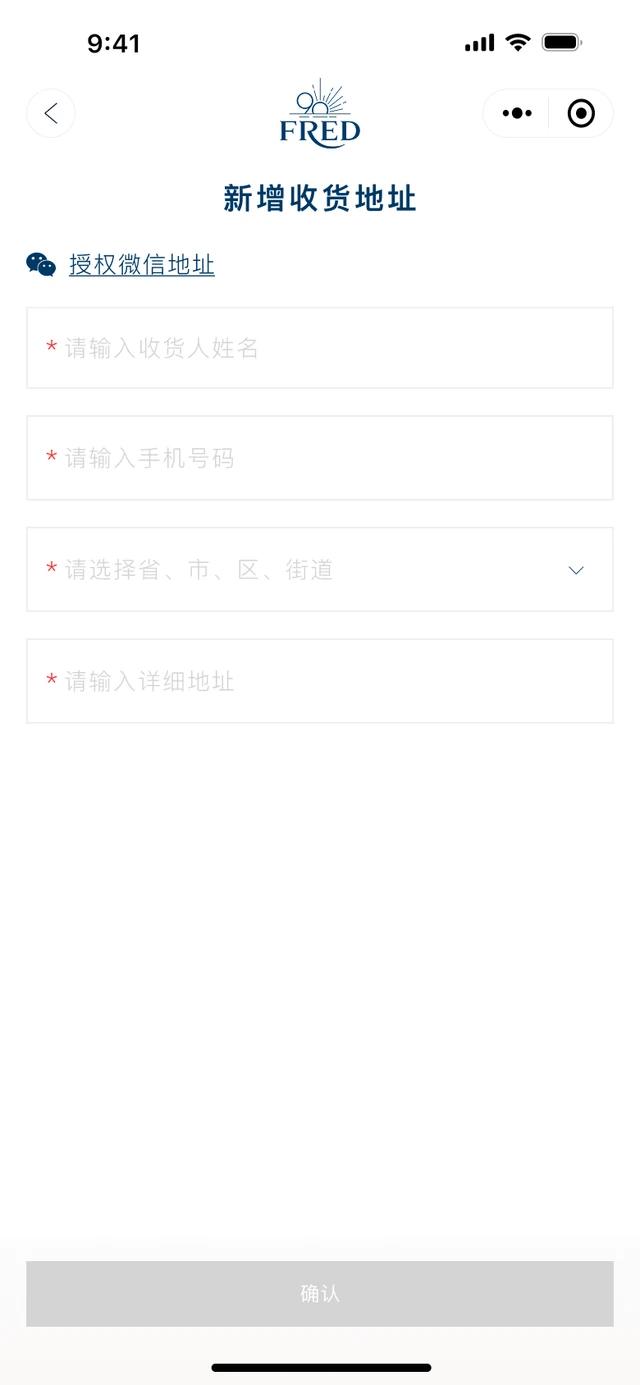 9:41
90
FRED
新增收货地址
授权微信地址
* 请输入收货人姓名
* 请输入手机号码
* 请选择省、市、区、街道
* 请输入详细地址
确认